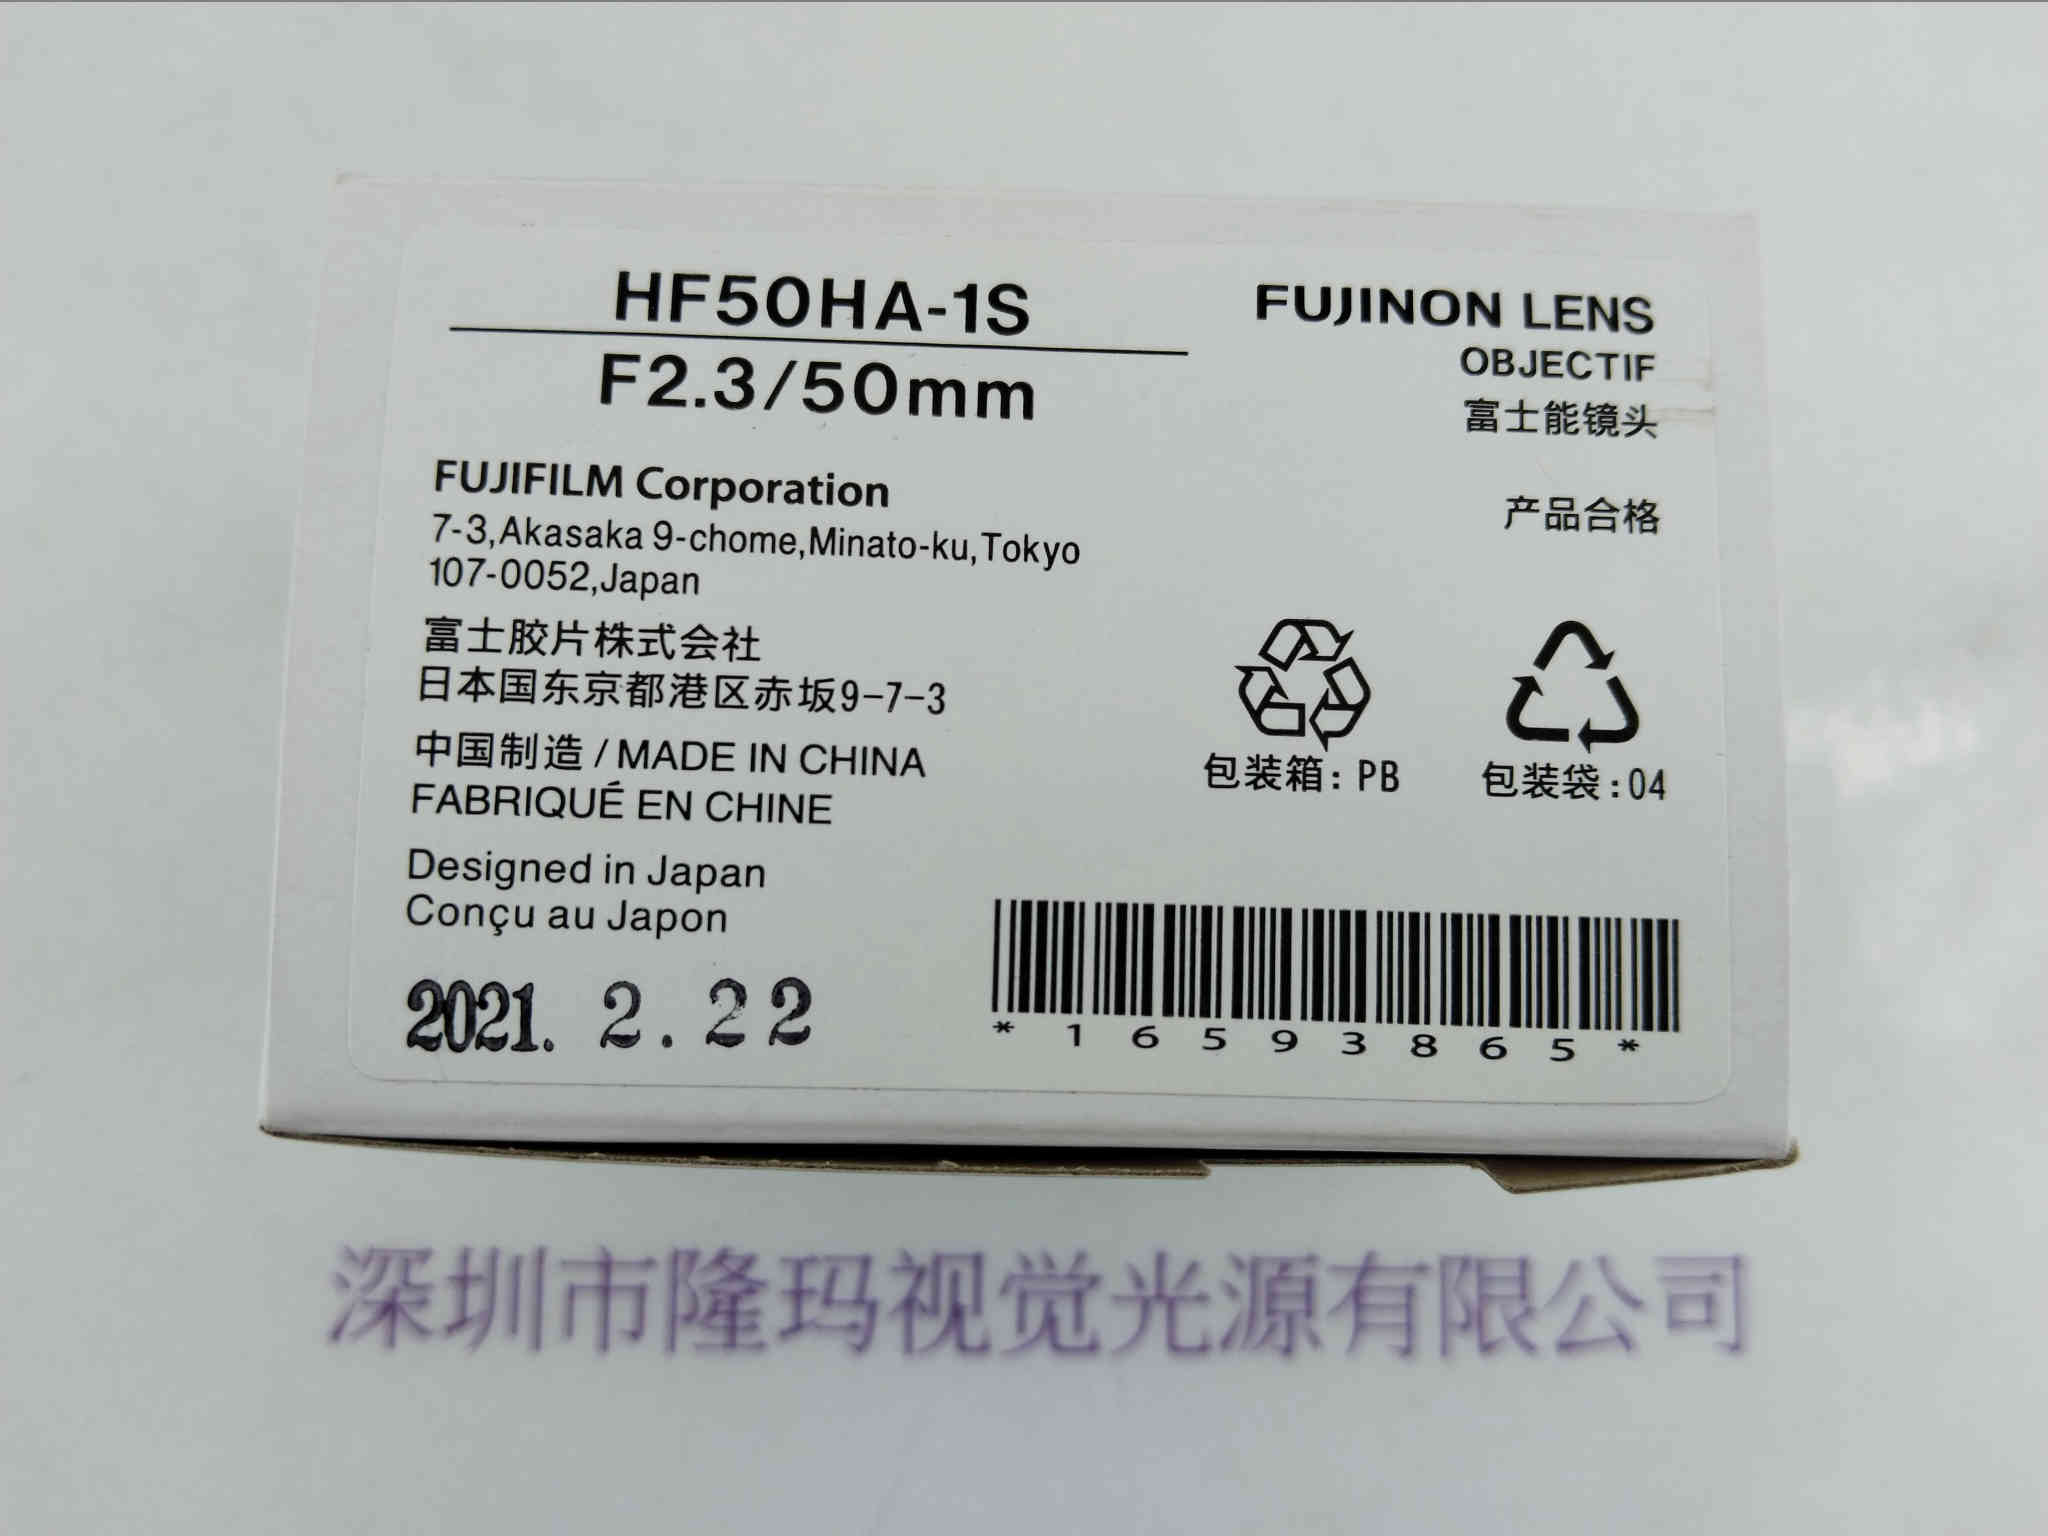 HF50HA-1S
F2.3/50mm
FUJINON LENS
OBJECTIF
富士能镜头
产品合格
FUJIFILM Corporation
7-3,Akasaka 9-chome,Minato-ku,Tokyo
107-0052,Japan
富士胶片株式会社
日本国东京都港区赤坂9-7-3
中国制造 / MADE IN CHINA
FABRIQUÉ EN CHINE
Designed in Japan
Conçu au Japon
2021. 2. 22
包装箱: PB
包装袋:04
*16593865*
深圳市隆玛视觉光源有限公司